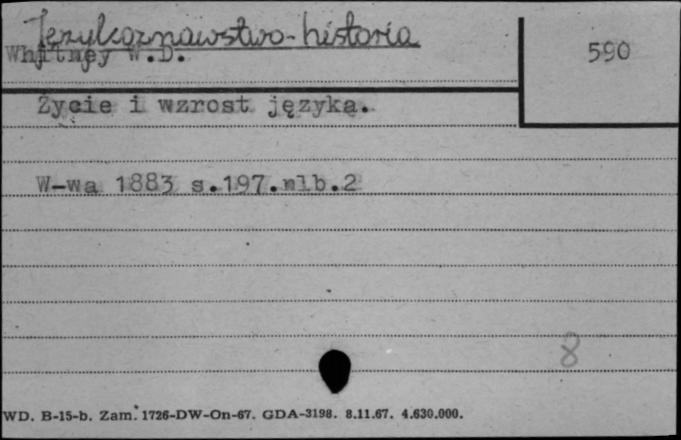 Językoznawstwo-historia
Whitney W.D.
590
Życie i wzrost języka.
W-wa 1883 s.197.nlb.2
8
WD. B-15-b. Zam. 1726-DW-On-67. GDA-3198. 8.11.67. 4.630.000.